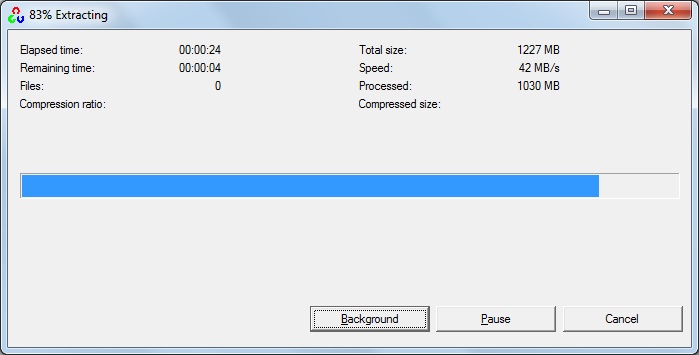 83% Extracting
Elapsed time: 00:00:24 Total size: 1227 MB
Remaining time: 00:00:04 Speed: 42 MB/s
Files: 0 Processed: 1030 MB
Compression ratio: Compressed size:
Background Pause Cancel